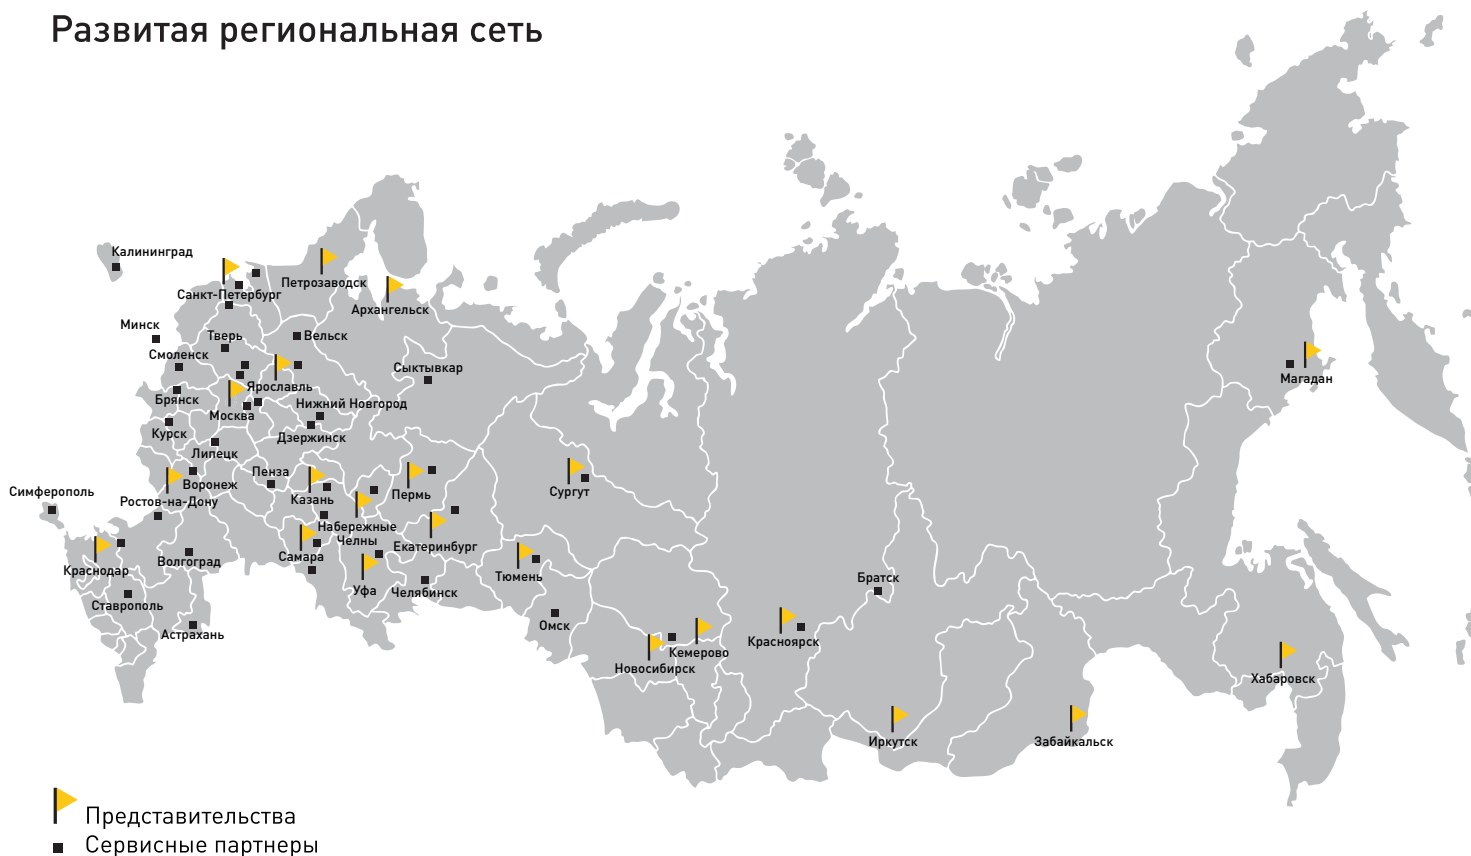 Развитая региональная сеть
Калининград
Санкт-Петербург
Петрозаводск
Архангельск
Минск
Тверь
Вельск
Смоленск
Сыктывкар
Ярославль
Брянск
Москва
Нижний Новгород
Курск
Дзержинск
Липецк
Пенза
Воронеж
Симферополь
Ростов-на-Дону
Казань
Пермь
Сургут
Набережные
Челны
Екатеринбург
Самара
Краснодар
Волгоград
Уфа
Челябинск
Тюмень
Ставрополь
Астрахань
Омск
Братск
Новосибирск
Кемерово
Красноярск
Иркутск
Забайкальск
Хабаровск
Магадан
Представительства
Сервисные партнеры